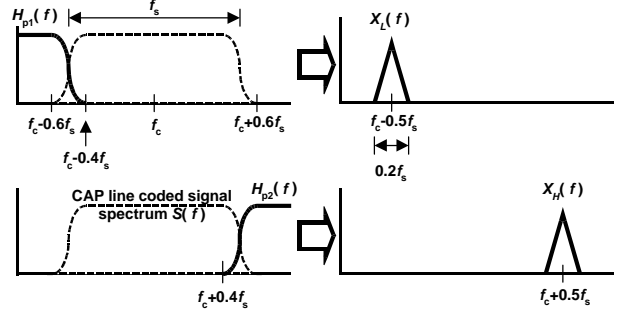 H_p1(f)
f_s
X_L(f)
f_c-0.6f_s
f_c
f_c+0.6f_s
f_c-0.4f_s
f_c-0.5f_s
0.2f_s
CAP line coded signal
spectrum S(f)
H_p2(f)
X_H(f)
f_c+0.4f_s
f_c+0.5f_s